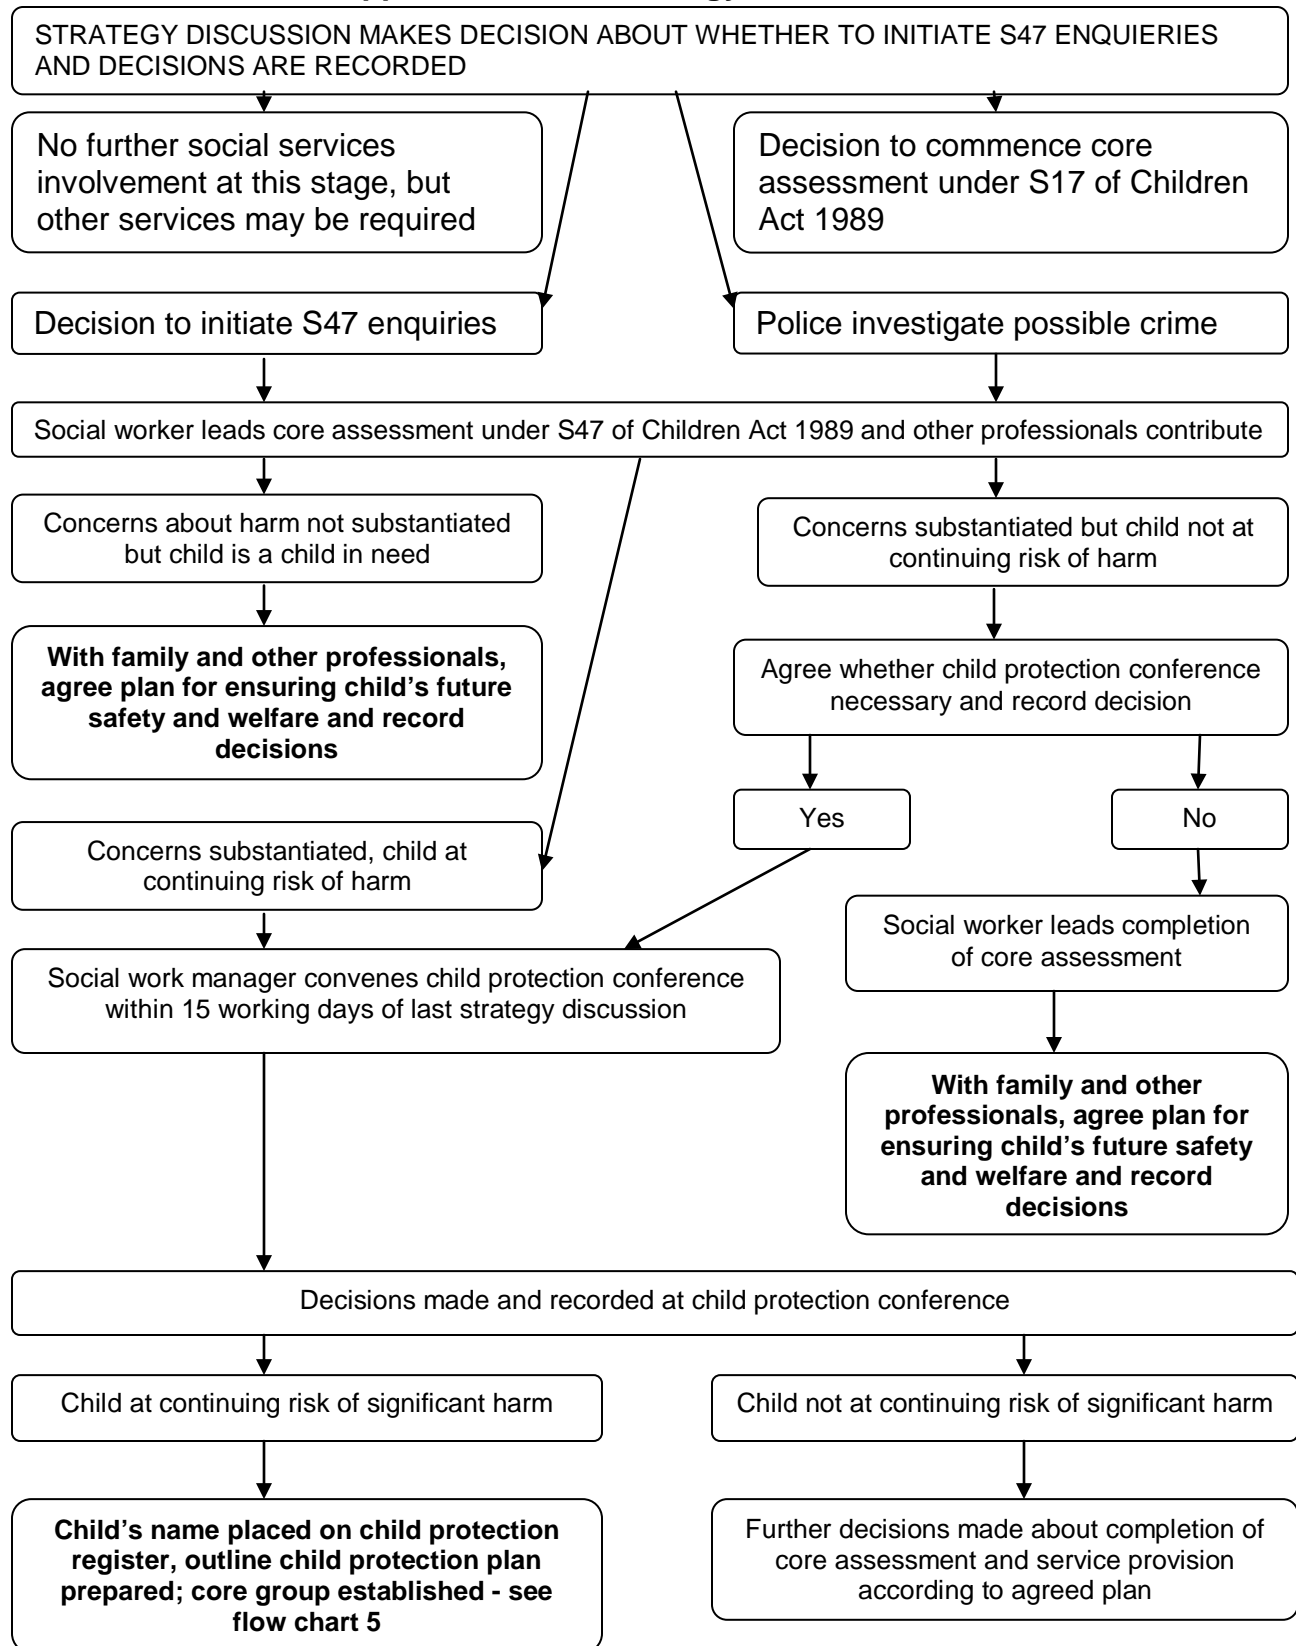 STRATEGY DISCUSSION MAKES DECISION ABOUT WHETHER TO INITIATE S47 ENQUIERIES
AND DECISIONS ARE RECORDED
No further social services
involvement at this stage, but
other services may be required
Decision to commence core
assessment under S17 of Children
Act 1989
Decision to initiate S47 enquiries
Police investigate possible crime
Social worker leads core assessment under S47 of Children Act 1989 and other professionals contribute
Concerns about harm not substantiated
but child is a child in need
Concerns substantiated but child not at
continuing risk of harm
With family and other professionals,
agree plan for ensuring child’s future
safety and welfare and record
decisions
Agree whether child protection conference
necessary and record decision
Yes
No
Concerns substantiated, child at
continuing risk of harm
Social worker leads completion
of core assessment
Social work manager convenes child protection conference
within 15 working days of last strategy discussion
With family and other
professionals, agree plan for
ensuring child’s future safety
and welfare and record
decisions
Decisions made and recorded at child protection conference
Child at continuing risk of significant harm
Child not at continuing risk of significant harm
Child’s name placed on child protection
register, outline child protection plan
prepared; core group established - see
flow chart 5
Further decisions made about completion of
core assessment and service provision
according to agreed plan